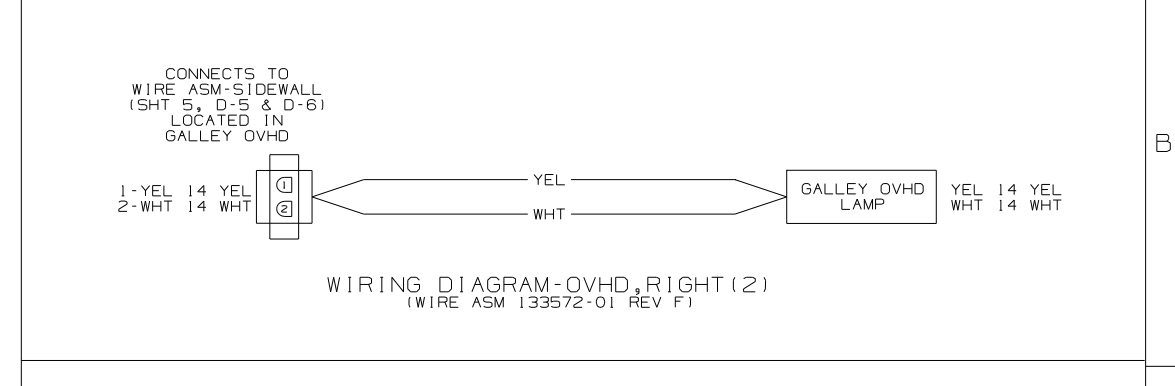 CONNECTS TO
WIRE ASM-SIDEWALL
(SHT 5, D-5 & D-6)
LOCATED IN
GALLEY OVHD
1-YEL 14 YEL
2-WHT 14 WHT
1
2
YEL
WHT
GALLEY OVHD
LAMP
YEL 14 YEL
WHT 14 WHT
WIRING DIAGRAM-OVHD,RIGHT(2)
(WIRE ASM 133572-01 REV F)
B